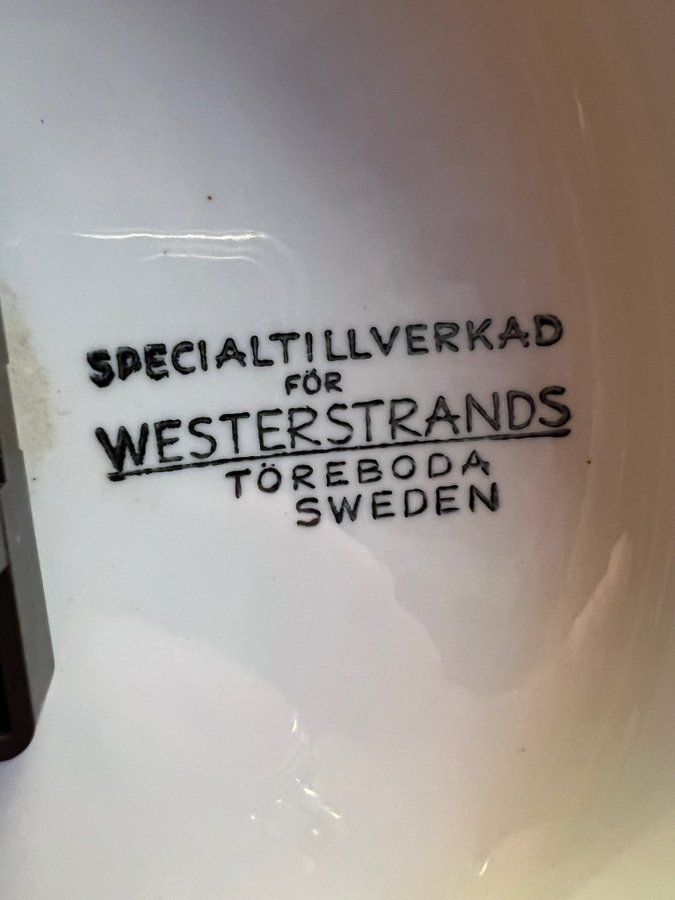 SPECIALTILLVERKAD
FÖR
WESTERSTRANDS
TÖREBODA
SWEDEN